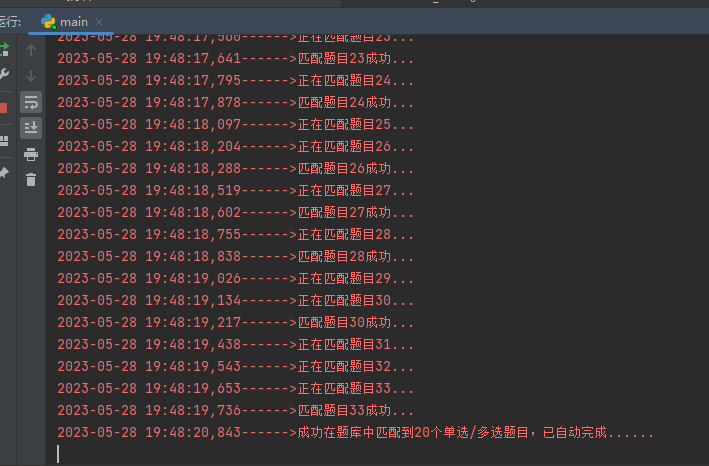 运行: main
2023-05-28 19:48:17,560------>正在匹配题目23...
2023-05-28 19:48:17,641------>匹配题目23成功...
2023-05-28 19:48:17,795------>正在匹配题目24...
2023-05-28 19:48:17,878------>匹配题目24成功...
2023-05-28 19:48:18,097------>正在匹配题目25...
2023-05-28 19:48:18,204------>正在匹配题目26...
2023-05-28 19:48:18,288------>匹配题目26成功...
2023-05-28 19:48:18,519------>正在匹配题目27...
2023-05-28 19:48:18,602------>匹配题目27成功...
2023-05-28 19:48:18,755------>正在匹配题目28...
2023-05-28 19:48:18,838------>匹配题目28成功...
2023-05-28 19:48:19,026------>正在匹配题目29...
2023-05-28 19:48:19,134------>正在匹配题目30...
2023-05-28 19:48:19,217------>匹配题目30成功...
2023-05-28 19:48:19,438------>正在匹配题目31...
2023-05-28 19:48:19,543------>正在匹配题目32...
2023-05-28 19:48:19,653------>正在匹配题目33...
2023-05-28 19:48:19,736------>匹配题目33成功...
2023-05-28 19:48:20,843------>成功在题库中匹配到20个单选/多选题目，已自动完成......